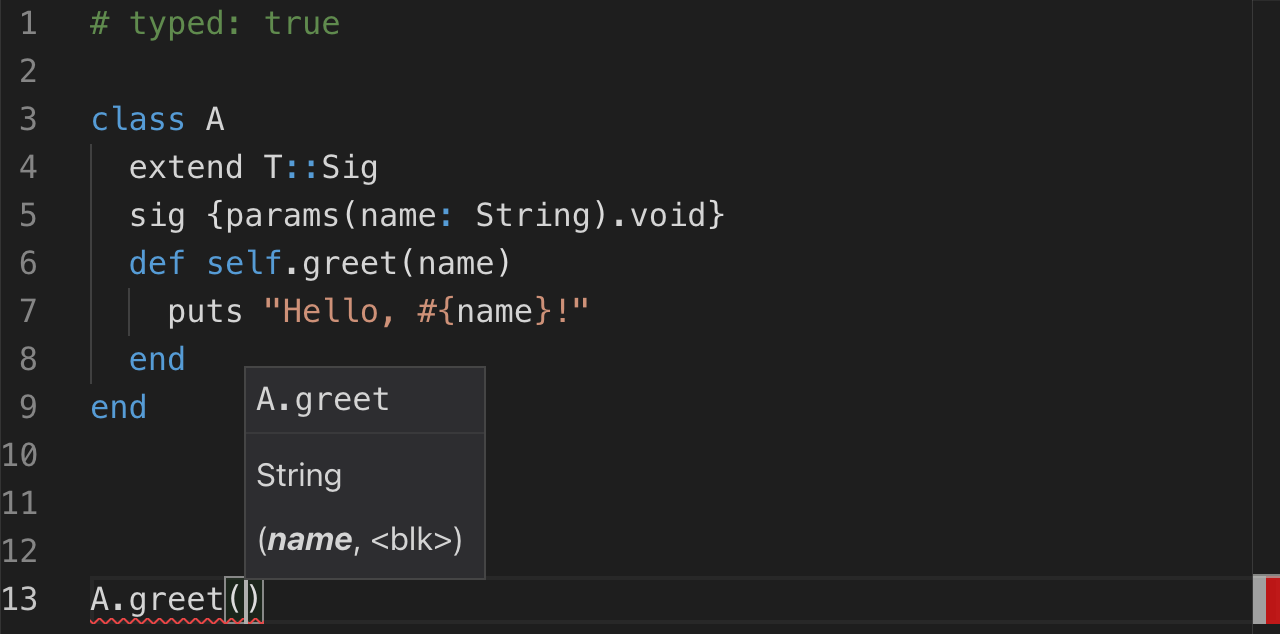 1 # typed: true
2
3 class A
4   extend T::Sig
5   sig {params(name: String).void}
6   def self.greet(name)
7     puts "Hello, #{name}!"
8   end
9 end
A.greet
10
String
11
(name, <blk>)
12
13 A.greet()